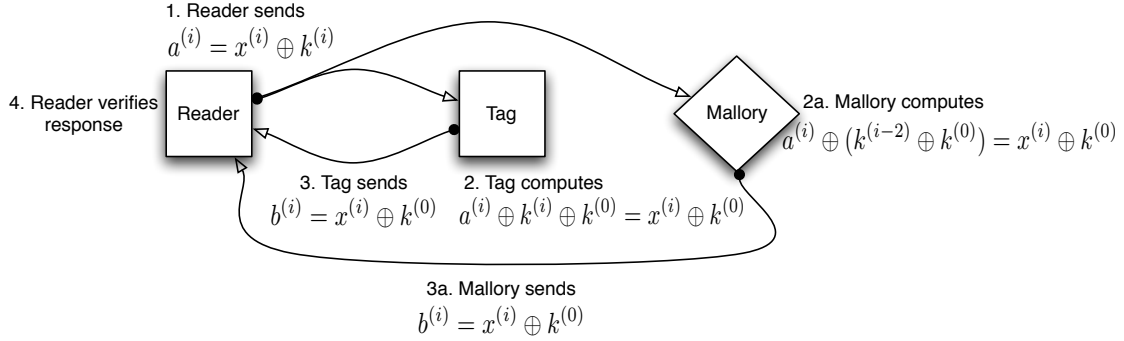 1. Reader sends
a^{(i)} = x^{(i)} ⊕ k^{(i)}
4. Reader verifies
response
Reader
Tag
Mallory
2a. Mallory computes
a^{(i)} ⊕ (k^{(i-2)} ⊕ k^{(0)}) = x^{(i)} ⊕ k^{(0)}
3. Tag sends
b^{(i)} = x^{(i)} ⊕ k^{(0)}
2. Tag computes
a^{(i)} ⊕ k^{(i)} ⊕ k^{(0)} = x^{(i)} ⊕ k^{(0)}
3a. Mallory sends
b^{(i)} = x^{(i)} ⊕ k^{(0)}